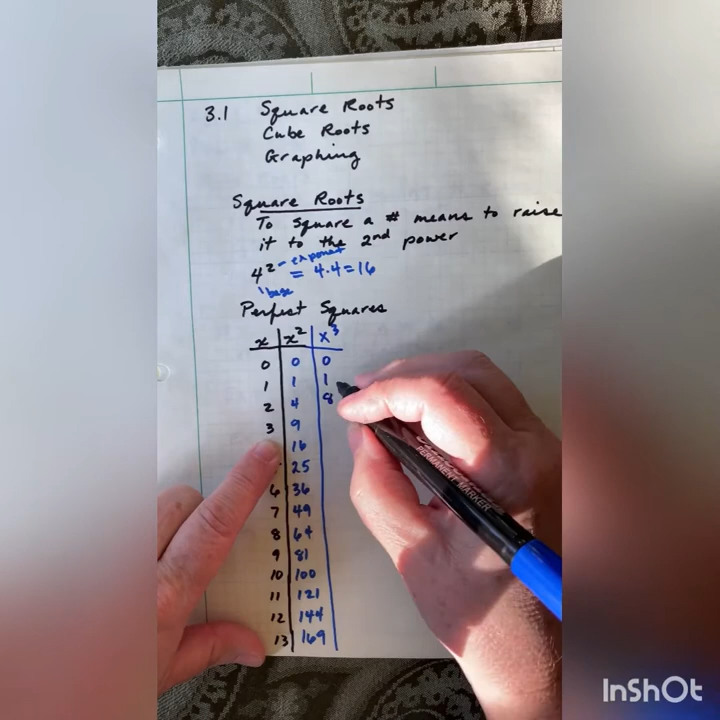 3.1 Square Roots
Cube Roots
Graphing
Square Roots
To square a # means to raise
it to the 2nd power
4² - exponent
= 4·4 = 16
base
Perfect Squares
x x² x³
0 0 0
1 1 1
2 4 8
3 9
16
25
6 36
7 49
8 64
9 81
10 100
11 121
12 144
13 169
PERMANENT MARKER
InShOt